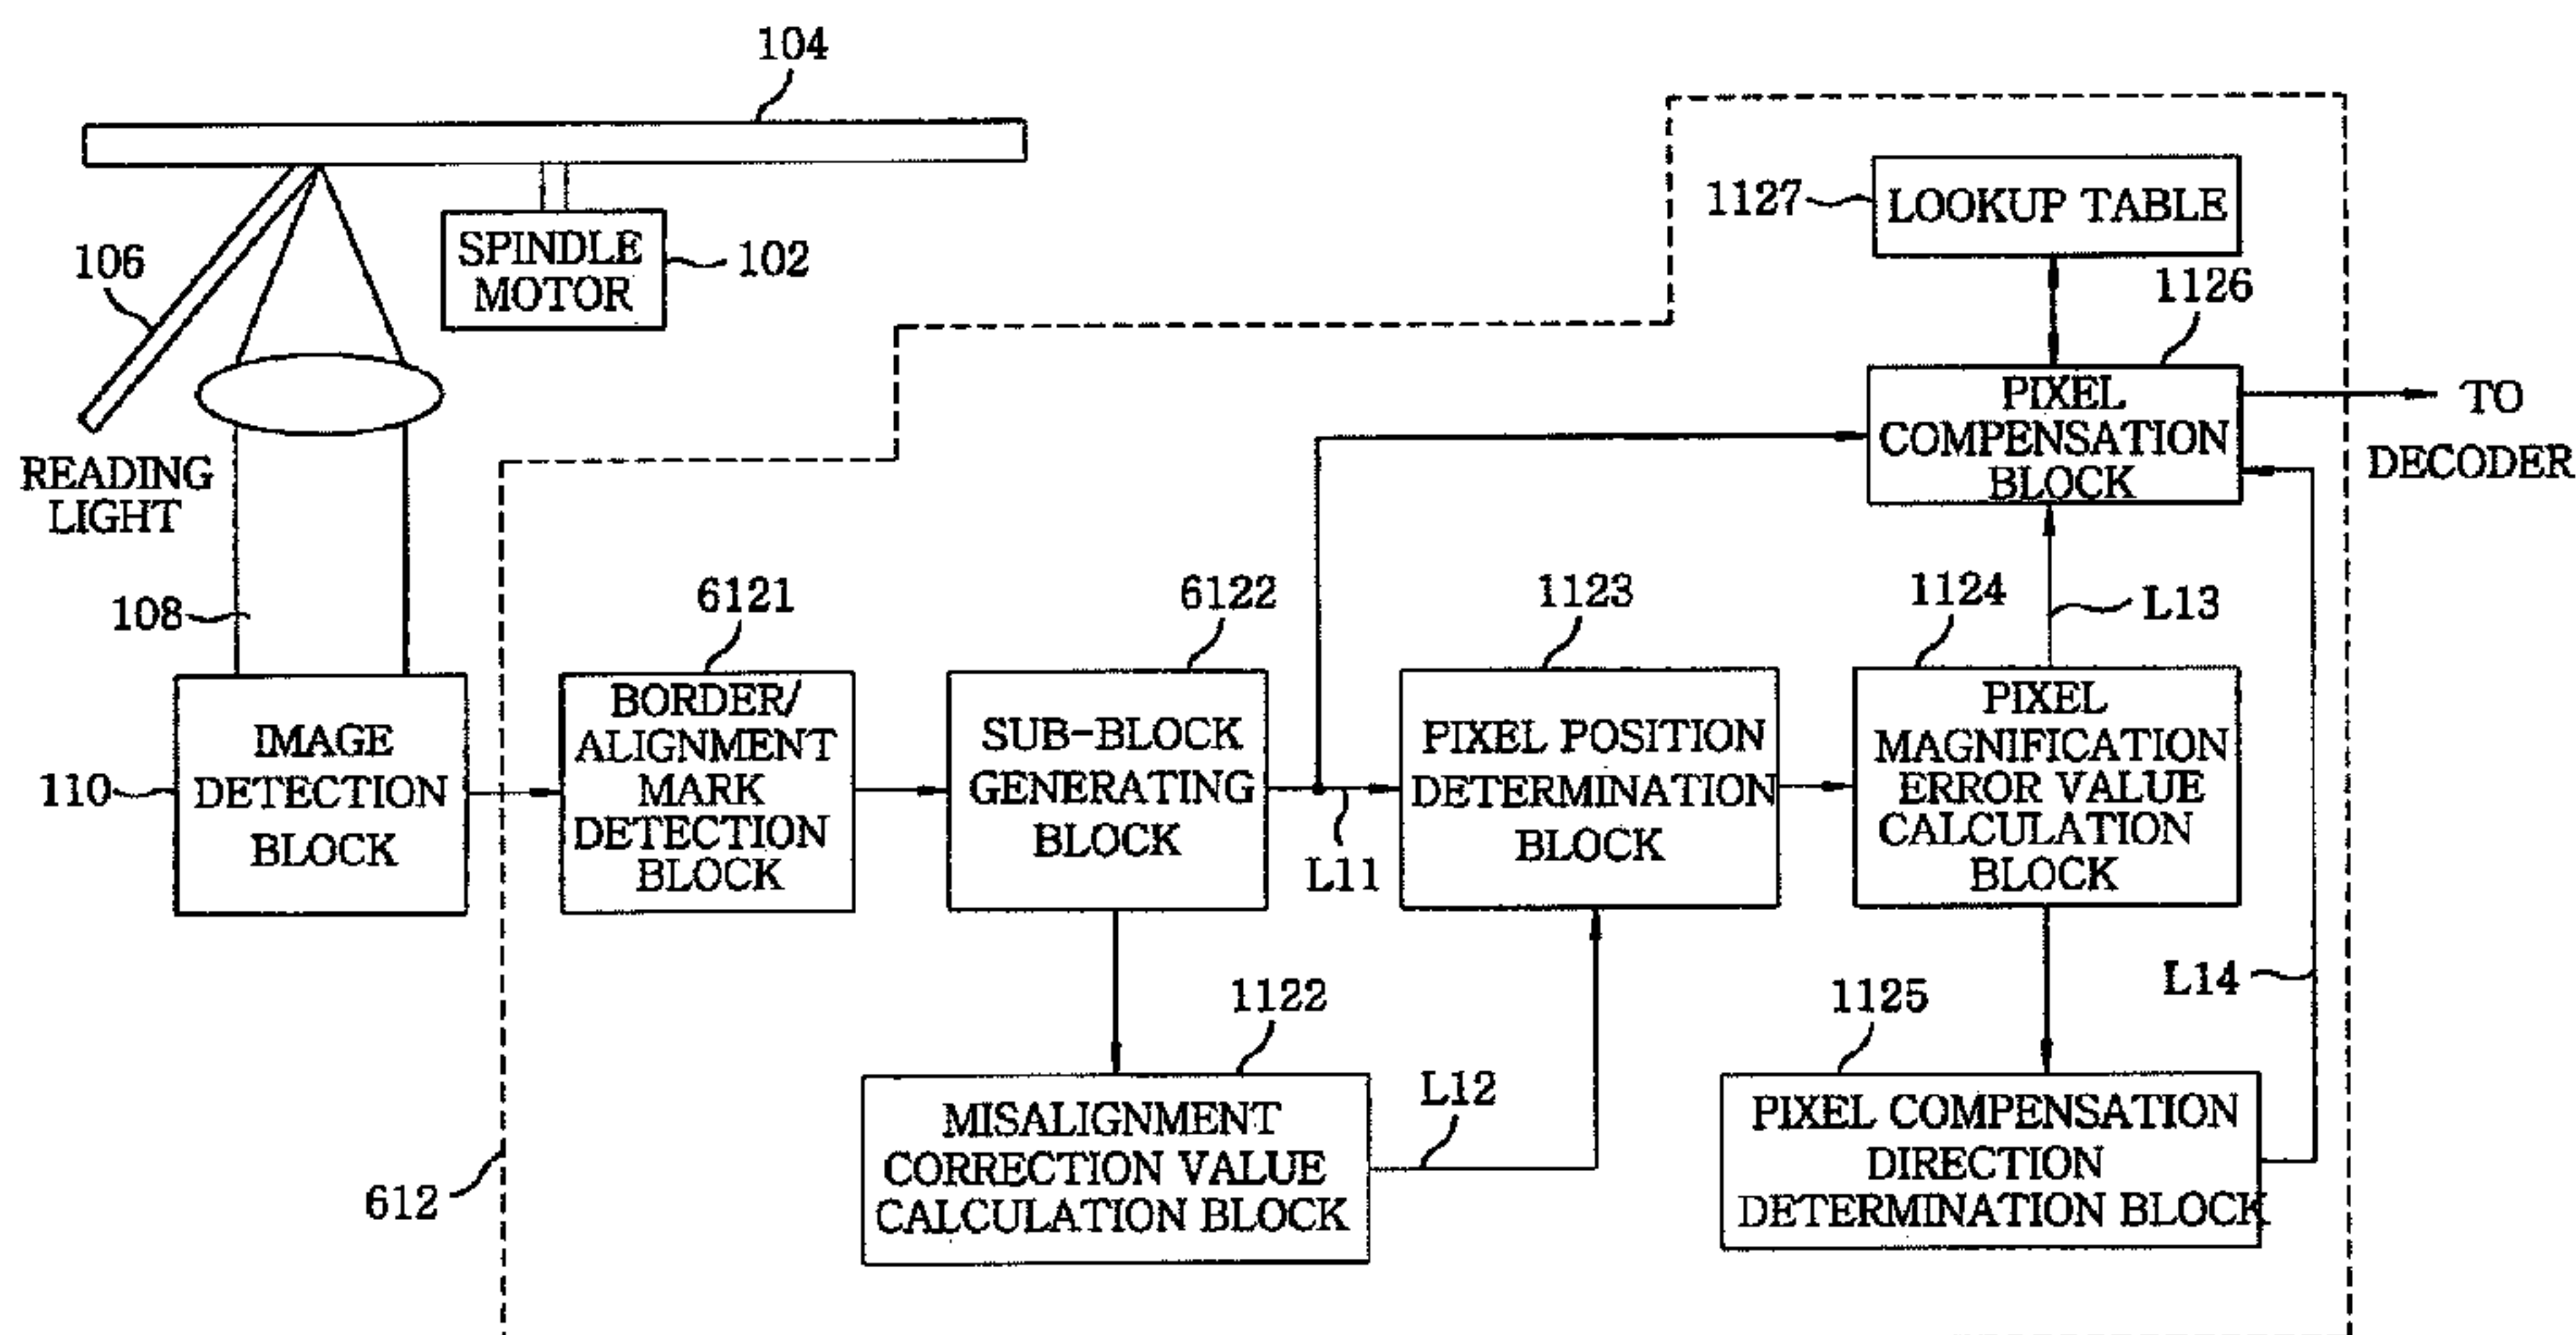 104
1127
LOOKUP TABLE
106
SPINDLE
MOTOR
102
1126
PIXEL
COMPENSATION
BLOCK
TO
DECODER
READING
LIGHT
108
6121
6122
1123
1124
L13
110
IMAGE
DETECTION
BLOCK
BORDER/
ALIGNMENT
MARK
DETECTION
BLOCK
SUB-BLOCK
GENERATING
BLOCK
L11
PIXEL POSITION
DETERMINATION
BLOCK
PIXEL
MAGNIFICATION
ERROR VALUE
CALCULATION
BLOCK
L14
1122
L12
1125
612
MISALIGNMENT
CORRECTION VALUE
CALCULATION BLOCK
PIXEL COMPENSATION
DIRECTION
DETERMINATION BLOCK